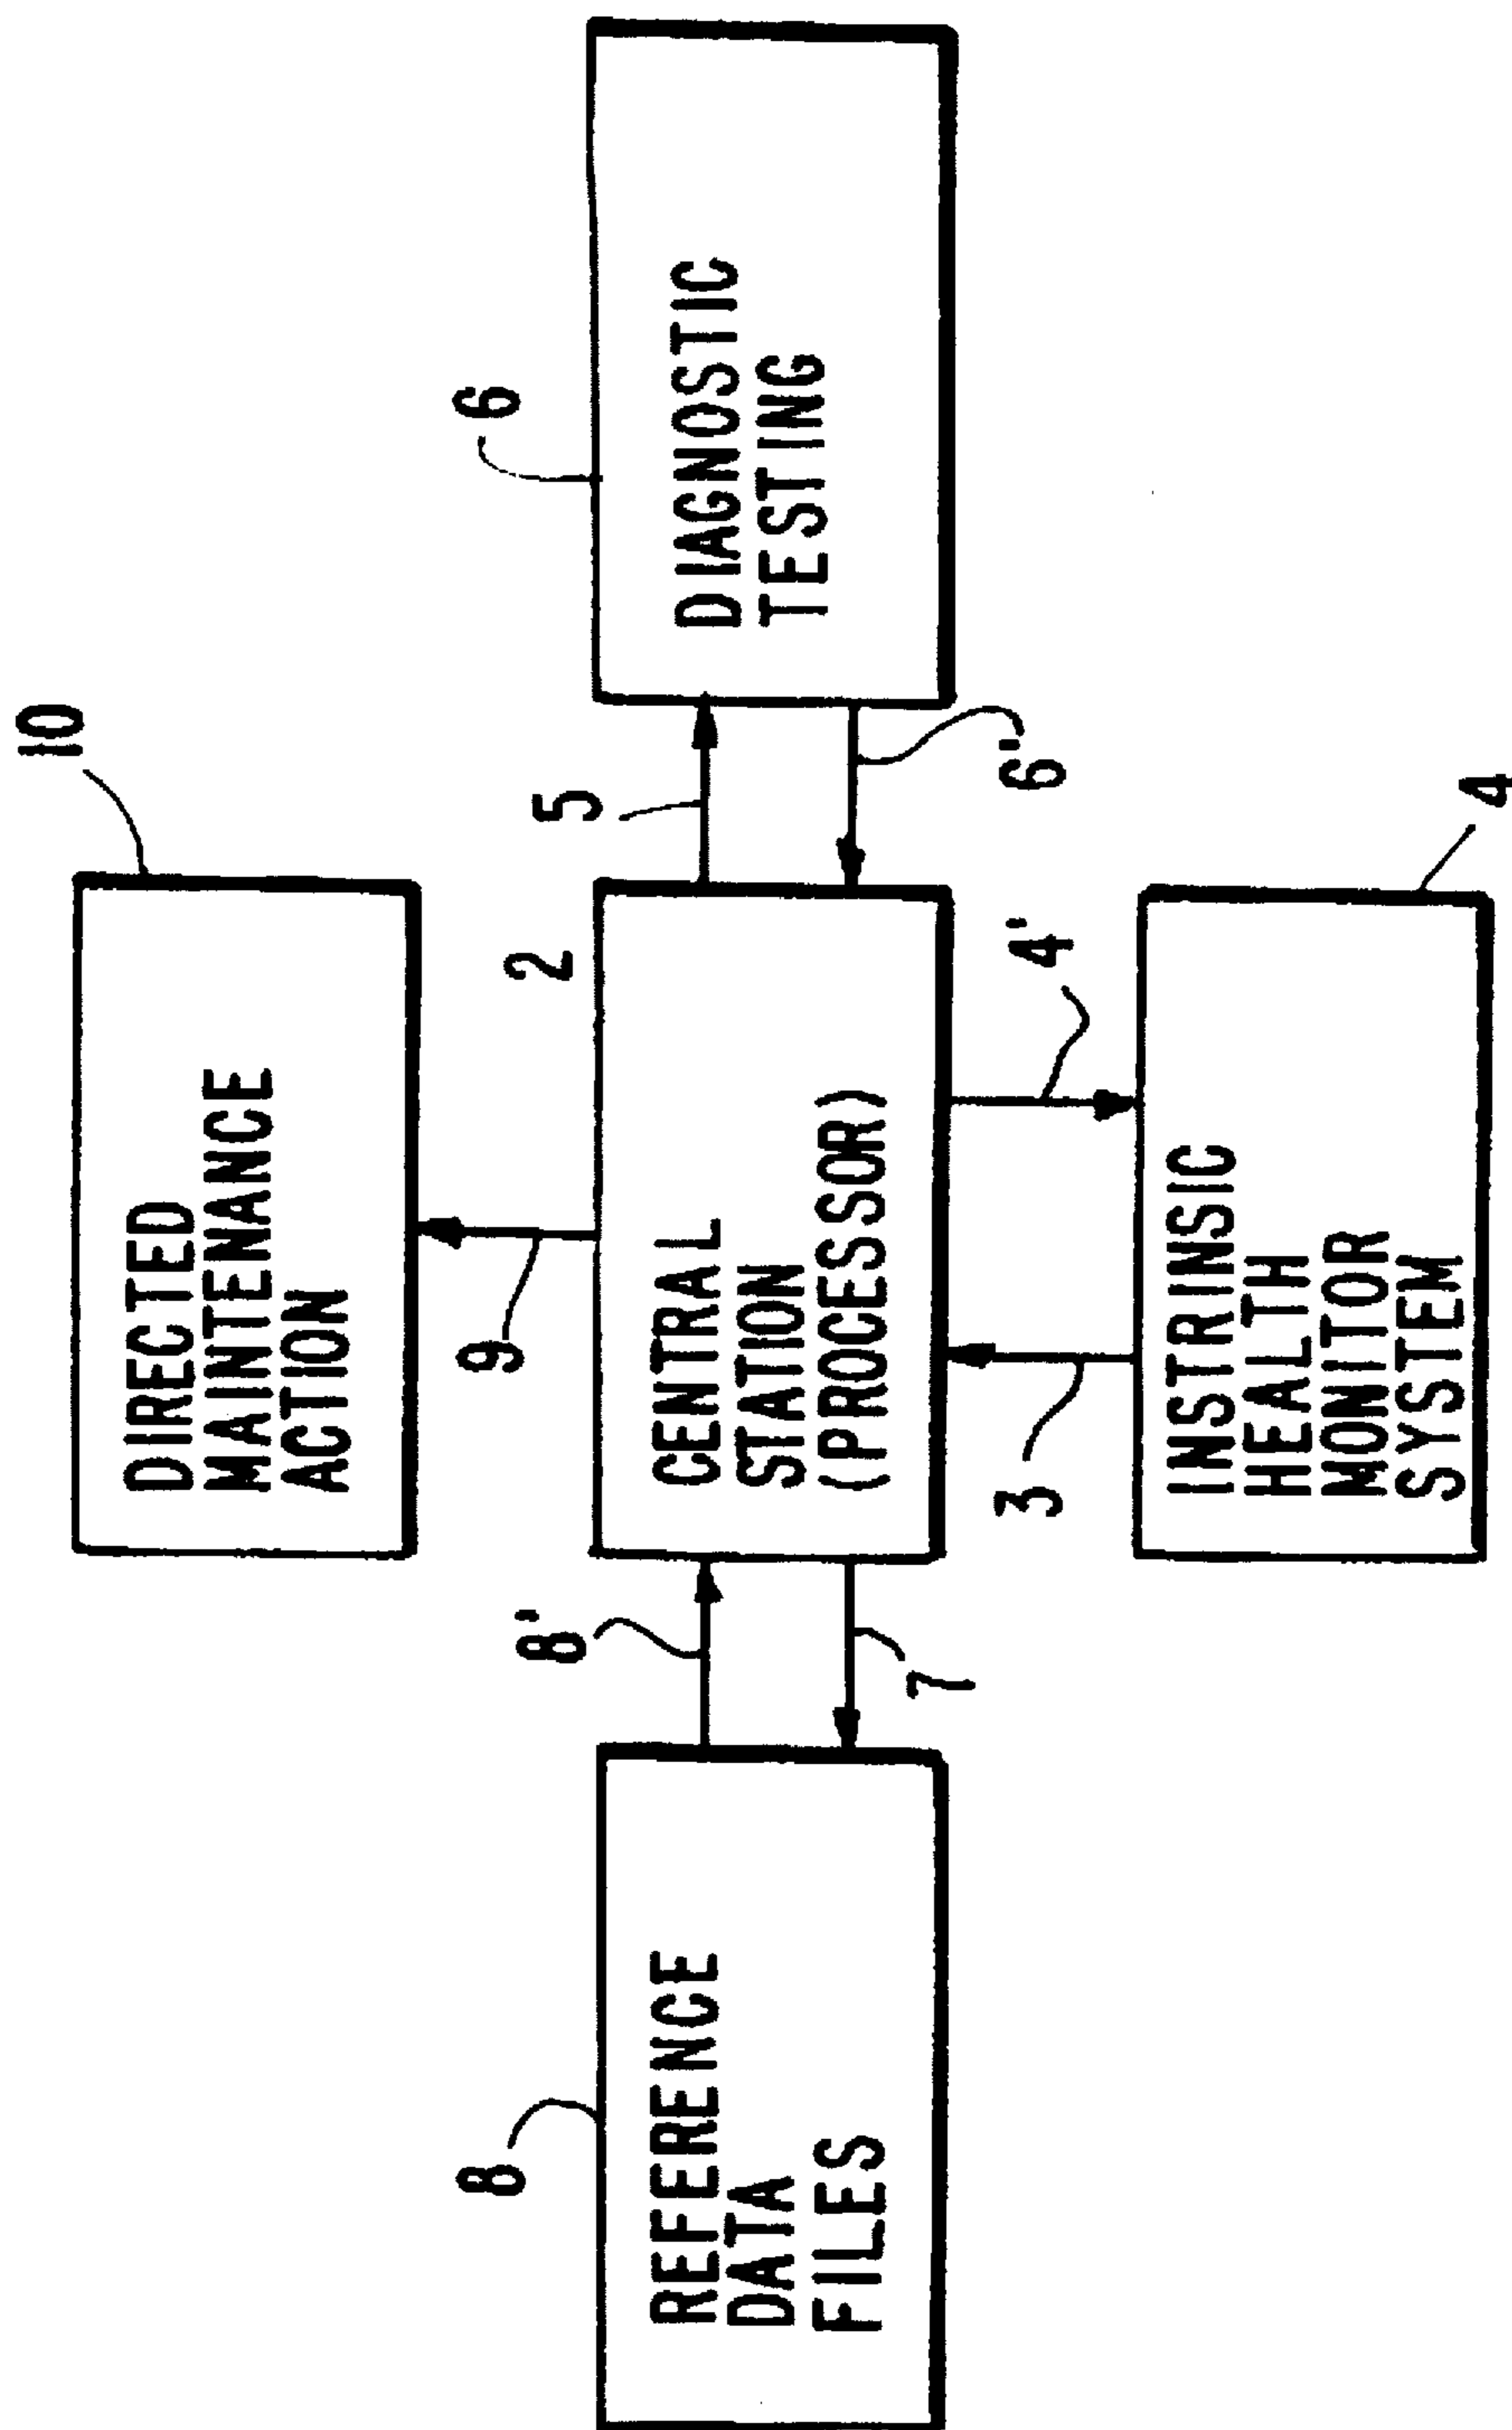 10
DIRECTED
MAINTENANCE
ACTION
9
8
8'
2
5
6
REFERENCE
DATA
FILES
CENTRAL
STATION
(PROCESSOR)
DIAGNOSTIC
TESTING
7
3
4'
6'
INSTRINSIC
HEALTH
MONITOR
SYSTEM
4